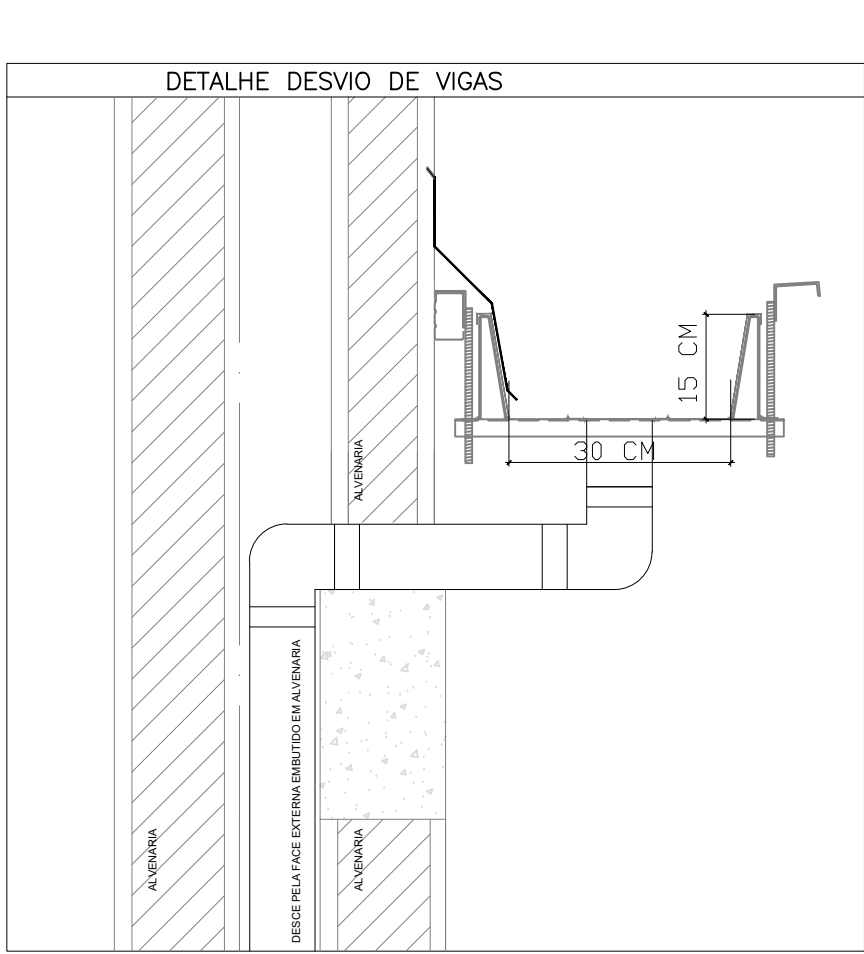 DETALHE DESVIO DE VIGAS
15 CM
30 CM
ALVENARIA
DESCE PELA FACE EXTERNA EMBUTIDO EM ALVENARIA
ALVENARIA
ALVENARIA